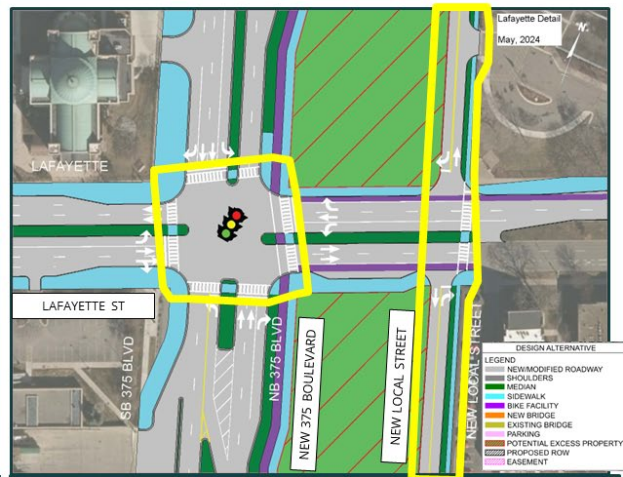 Lafayette Detail
May, 2024
N
LAFAYETTE
LAFAYETTE ST
SB 375 BLVD
NB 375 BLVD
NEW 375 BOULEVARD
NEW LOCAL STREET
NEW LOCAL STREET
DESIGN ALTERNATIVE
LEGEND
NEW/MODIFIED ROADWAY
SHOULDERS
MEDIAN
SIDEWALK
BIKE FACILITY
NEW BRIDGE
EXISTING BRIDGE
PARKING
POTENTIAL EXCESS PROPERTY
PROPOSED ROW
EASEMENT